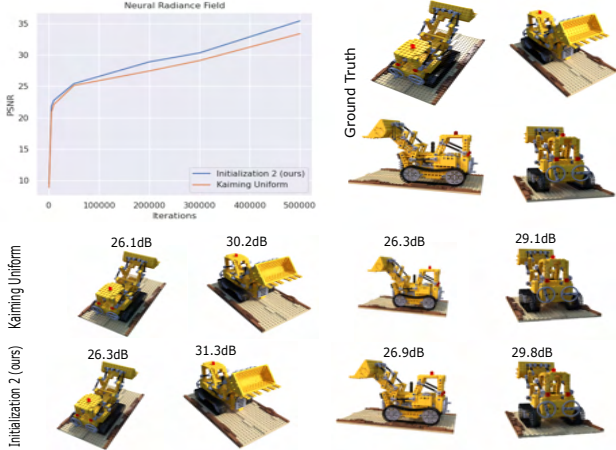 Neural Radiance Field
35
30
25
20
15
10
PSNR
0 100000 200000 300000 400000 500000
Iterations
Initialization 2 (ours)
Kaiming Uniform
Ground Truth
Kaiming Uniform
26.1dB 30.2dB 26.3dB 29.1dB
Initialization 2 (ours)
26.3dB 31.3dB 26.9dB 29.8dB